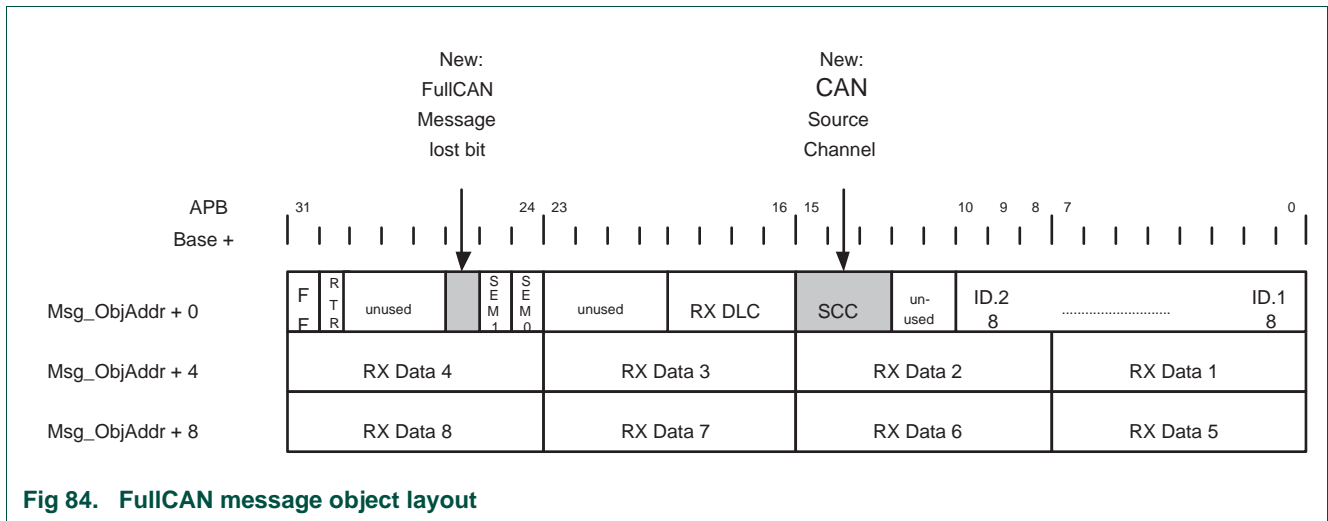 New:
FullCAN
Message
lost bit
New:
CAN
Source
Channel
APB
Base +
31 24 23 16 15 10 9 8 7 0
Msg_ObjAddr + 0
F
F
R
T
R
unused
S
E
M
1
S
E
M
0
unused
RX DLC
SCC
un-
used
ID.2
8
............................
ID.1
8
Msg_ObjAddr + 4 RX Data 4 RX Data 3 RX Data 2 RX Data 1
Msg_ObjAddr + 8 RX Data 8 RX Data 7 RX Data 6 RX Data 5
Fig 84. FullCAN message object layout